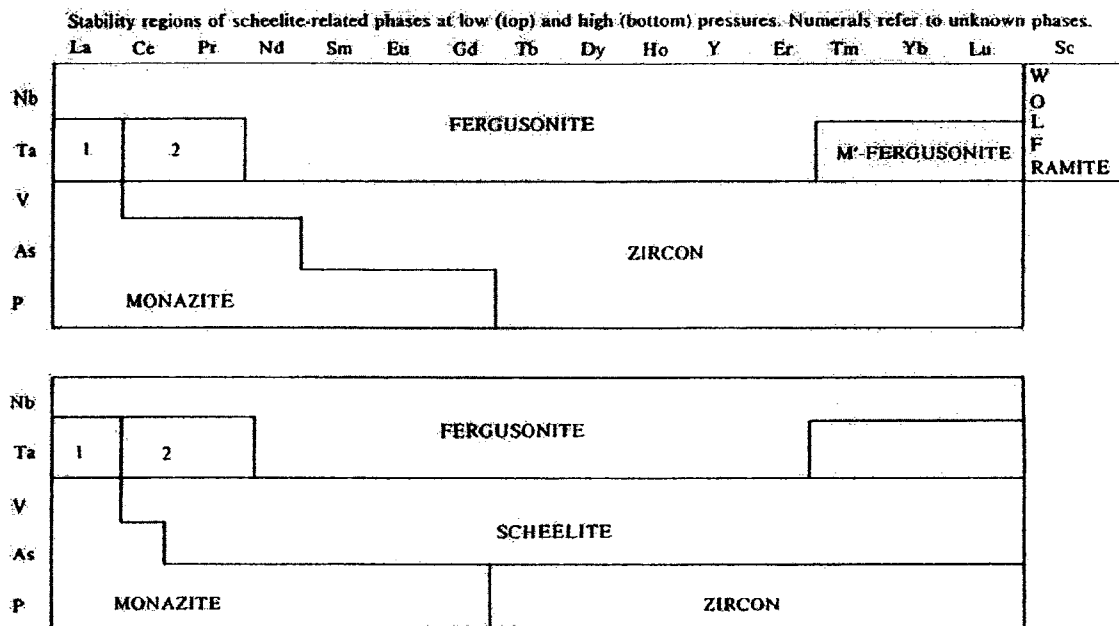 Stability regions of scheelite-related phases at low (top) and high (bottom) pressures. Numerals refer to unknown phases.
La Ce Pr Nd Sm Eu Gd Tb Dy Ho Y Er Tm Yb Lu Sc
Nb
Ta
V
As
P
FERGUSONITE
1
2
M'-FERGUSONITE
W
O
L
F
RAMITE
ZIRCON
MONAZITE
Nb
Ta
V
As
P
FERGUSONITE
1
2
SCHEELITE
MONAZITE
ZIRCON